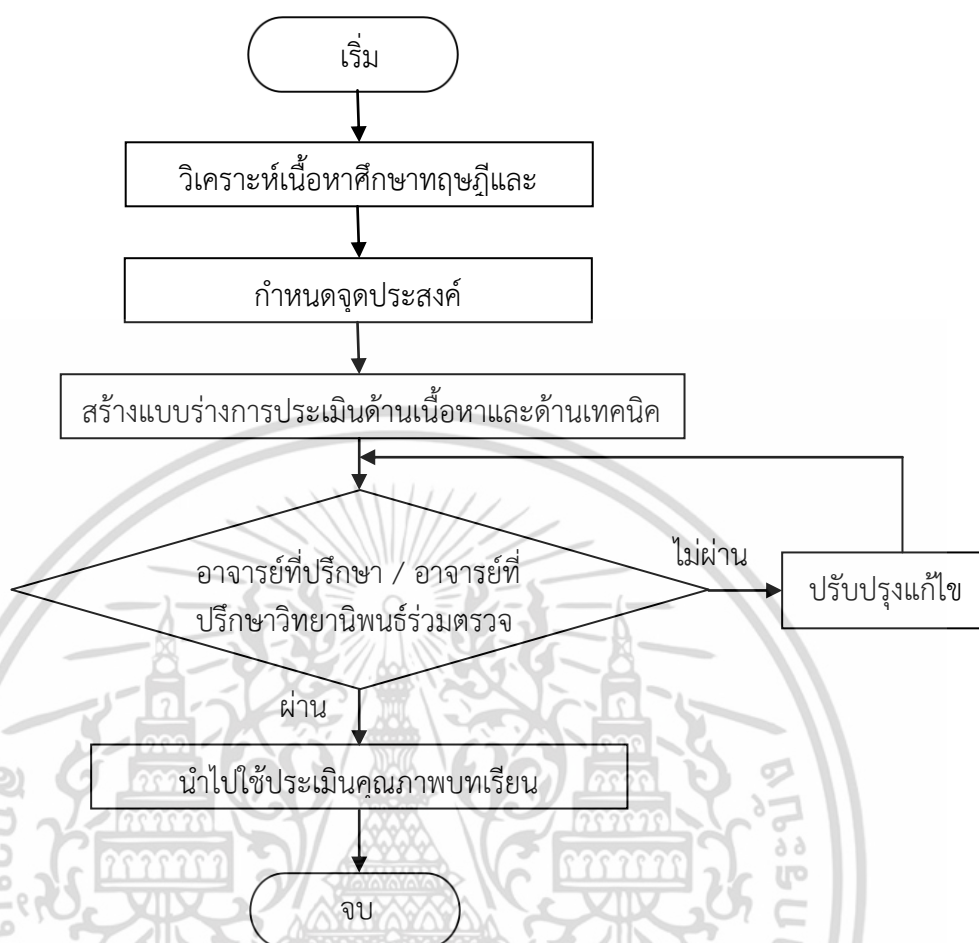 เริ่ม
วิเคราะห์เนื้อหาศึกษาทฤษฎีและ
กำหนดจุดประสงค์
สร้างแบบร่างการประเมินด้านเนื้อหาและด้านเทคนิค
อาจารย์ที่ปรึกษา / อาจารย์ที่
ปรึกษาวิทยานิพนธ์ร่วมตรวจ
ไม่ผ่าน
ปรับปรุงแก้ไข
ผ่าน
นำไปใช้ประเมินคุณภาพบทเรียน
จบ